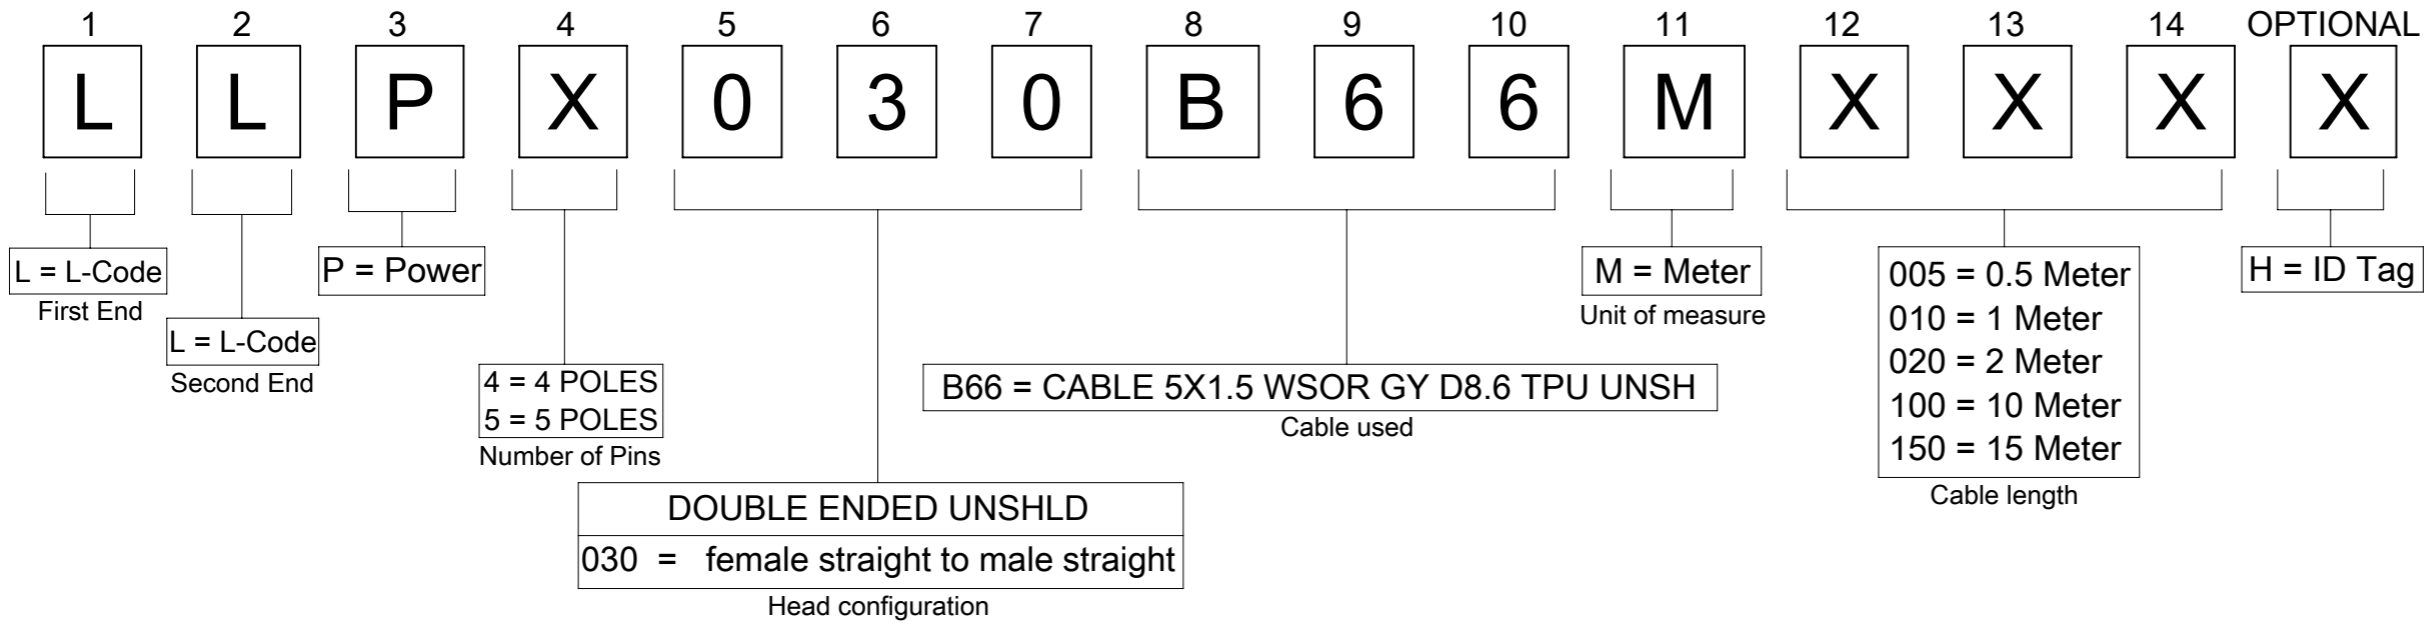 1 2 3 4 5 6 7 8 9 10 11 12 13 14 OPTIONAL
L L P X 0 3 0 B 6 6 M X X X X
L = L-Code
First End
L = L-Code
Second End
P = Power
4 = 4 POLES
5 = 5 POLES
Number of Pins
DOUBLE ENDED UNSHLD
030 = female straight to male straight
Head configuration
B66 = CABLE 5X1.5 WSOR GY D8.6 TPU UNSH
Cable used
M = Meter
Unit of measure
005 = 0.5 Meter
010 = 1 Meter
020 = 2 Meter
100 = 10 Meter
150 = 15 Meter
Cable length
H = ID Tag